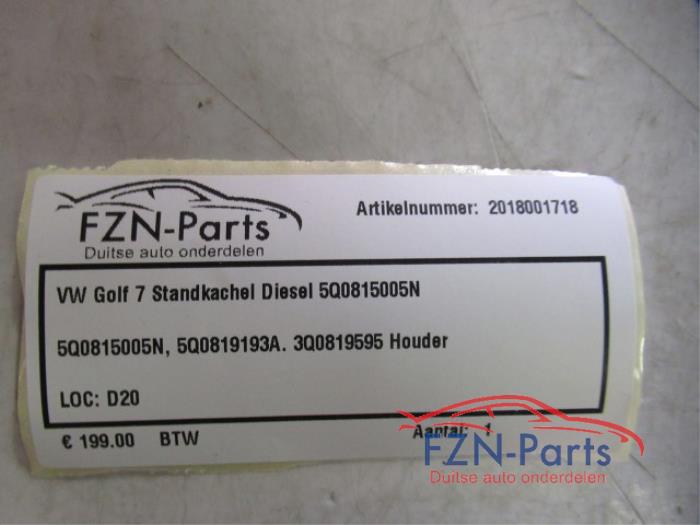 FZN-Parts
Duitse auto onderdelen
Artikelnummer: 2018001718
VW Golf 7 Standkachel Diesel 5Q0815005N
5Q0815005N, 5Q0819193A. 3Q0819595 Houder
LOC: D20
€ 199.00 BTW
Aantal: 1
FZN-Parts
Duitse auto onderdelen